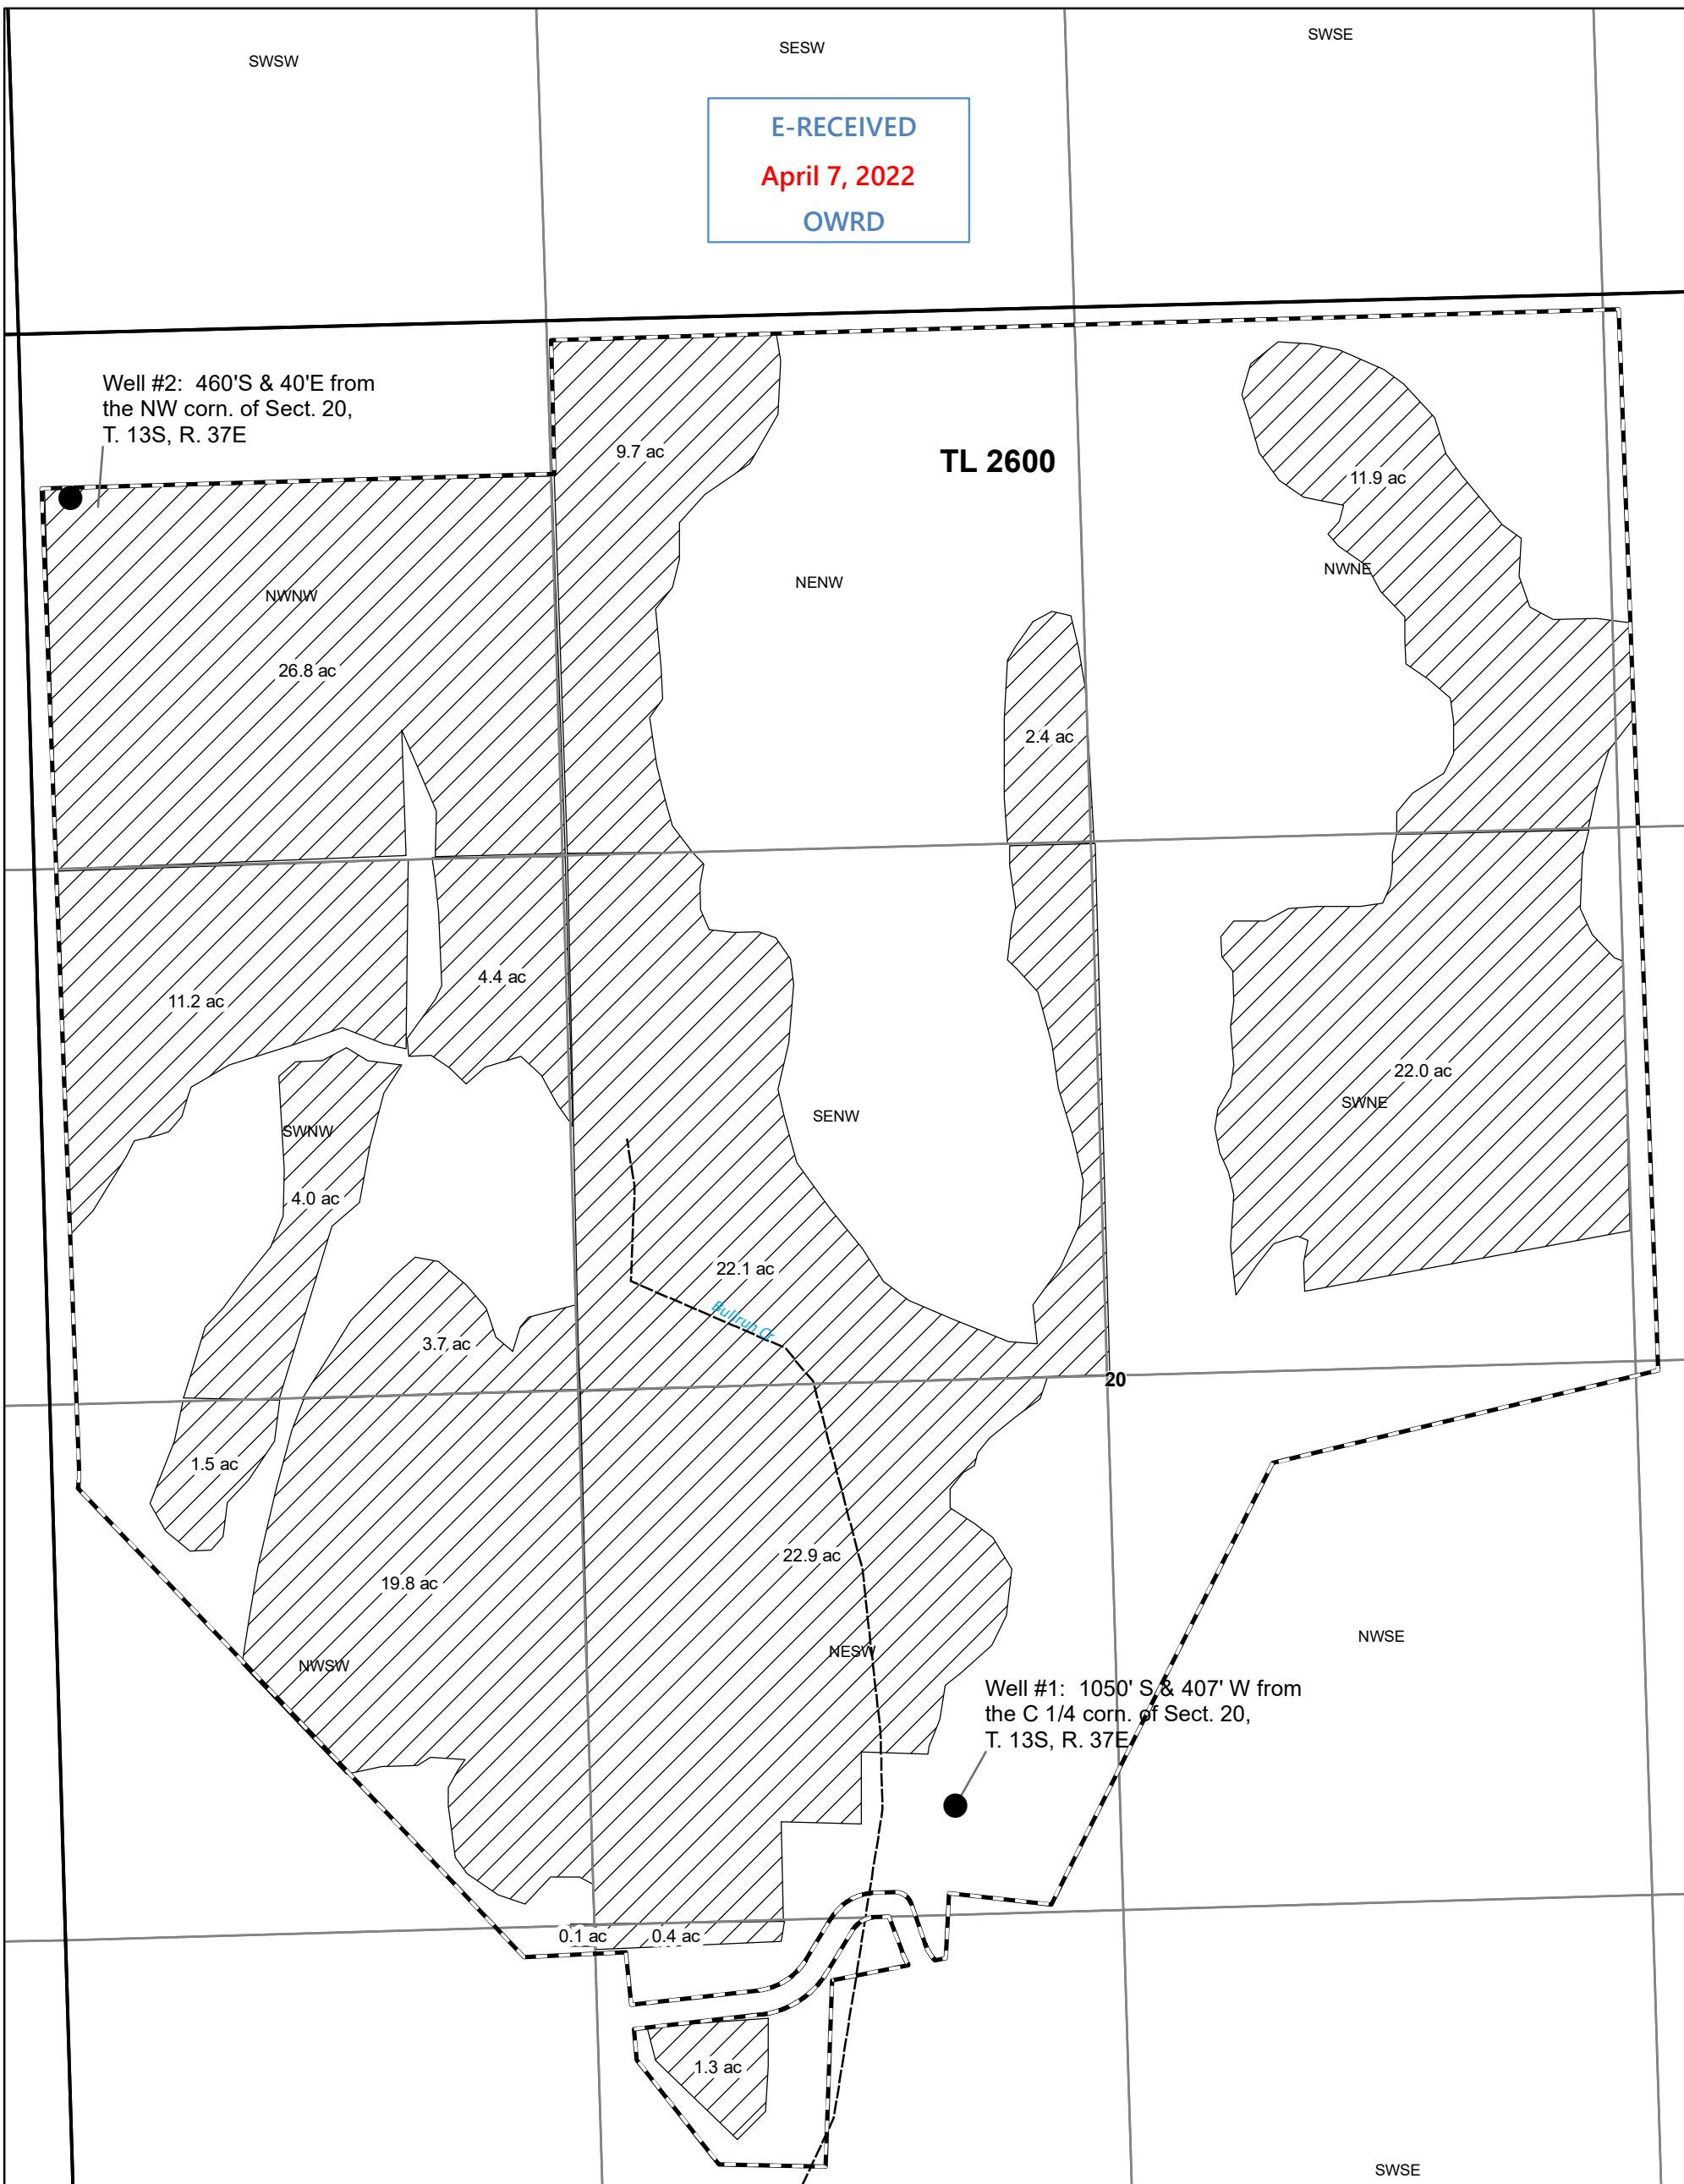 SWSW
SESW
SWSE
E-RECEIVED
April 7, 2022
OWRD
Well #2:  460'S & 40'E from
the NW corn. of Sect. 20,
T. 13S, R. 37E
9.7 ac
TL 2600
11.9 ac
NWNW
NENW
NWNE
26.8 ac
2.4 ac
4.4 ac
11.2 ac
22.0 ac
SWNE
SENW
SWNW
4.0 ac
22.1 ac
Bullrun Cr
3.7 ac
20
1.5 ac
22.9 ac
19.8 ac
NWSE
NESW
NWSW
Well #1:  1050' S & 407' W from
the C 1/4 corn. of Sect. 20,
T. 13S, R. 37E
0.1 ac
0.4 ac
1.3 ac
SWSE